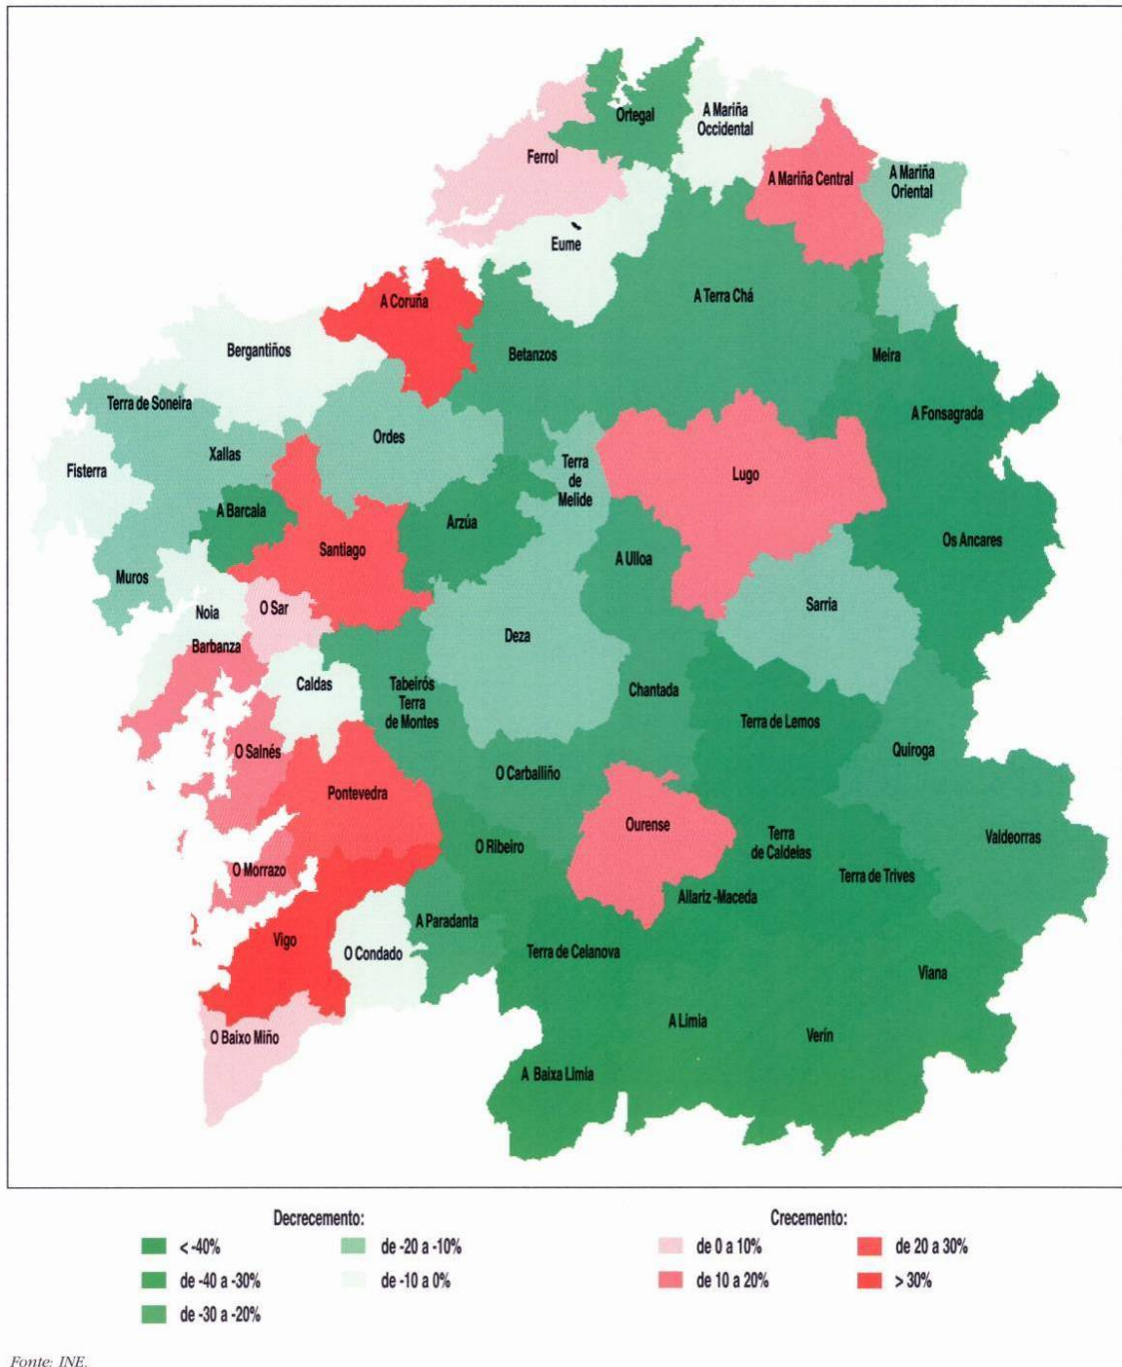 Ortegal
A Mariña
Occidental
Ferrol
A Mariña Central
A Mariña
Oriental
Eume
A Coruña
A Terra Chá
Bergantiños
Betanzos
Meira
Terra de Soneira
A Fonsagrada
Ordes
Xallas
Fisterra
Terra
de
Melide
Lugo
A Barcala
Arzúa
Santiago
Os Ancares
A Ulloa
Muros
Noia
O Sar
Sarria
Deza
Barbanza
Caldas
Tabeirós
Terra
de Montes
Chantada
Terra de Lemos
O Salnés
Quiroga
O Carballiño
Pontevedra
Ourense
Valdeorras
O Ribeiro
Terra
de Caldelas
O Morrazo
Terra de Trives
Allariz -Maceda
A Paradanta
Vigo
O Condado
Terra de Celanova
Viana
A Limia
O Baixo Miño
Verín
A Baixa Limia
Decrecemento:
< -40%
de -40 a -30%
de -30 a -20%
de -20 a -10%
de -10 a 0%
Crecemento:
de 0 a 10%
de 10 a 20%
de 20 a 30%
> 30%
Fonte: INE.